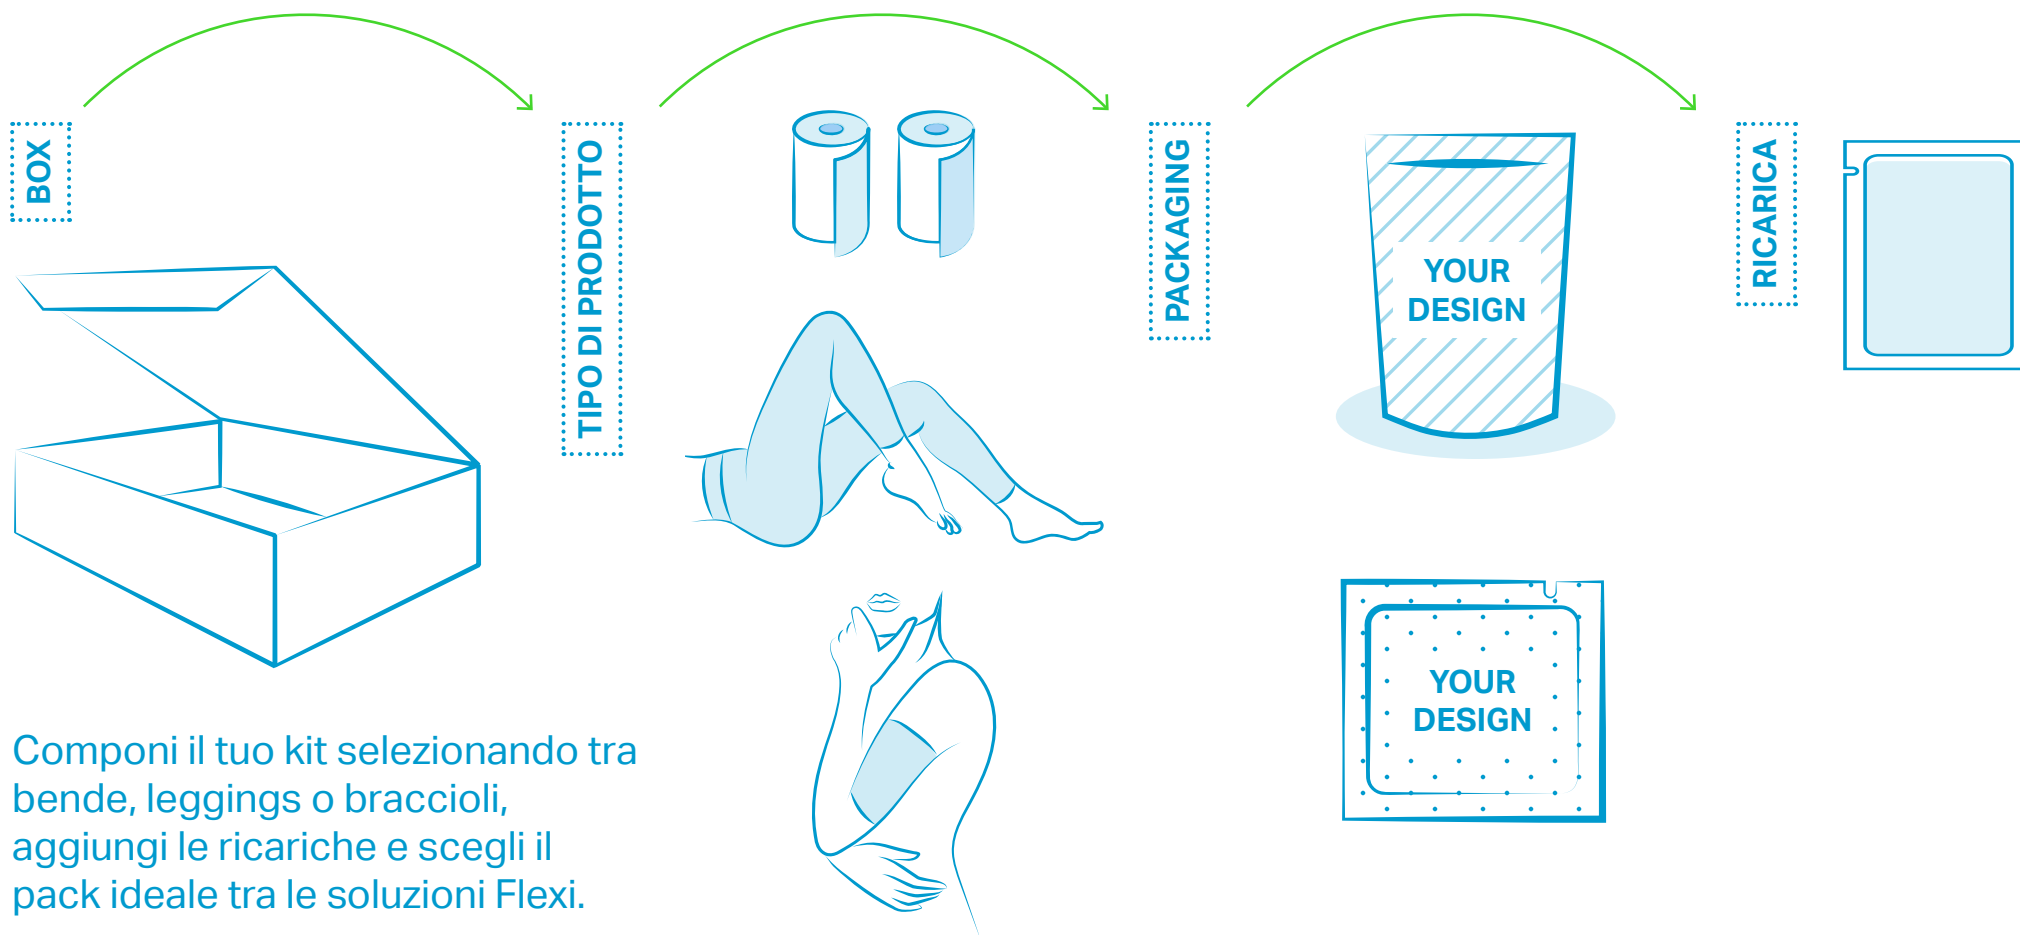 BOX
TIPO DI PRODOTTO
PACKAGING
YOUR
DESIGN
YOUR
DESIGN
RICARICA
Componi il tuo kit selezionando tra
bende, leggings o braccioli,
aggiungi le ricariche e scegli il
pack ideale tra le soluzioni Flexi.